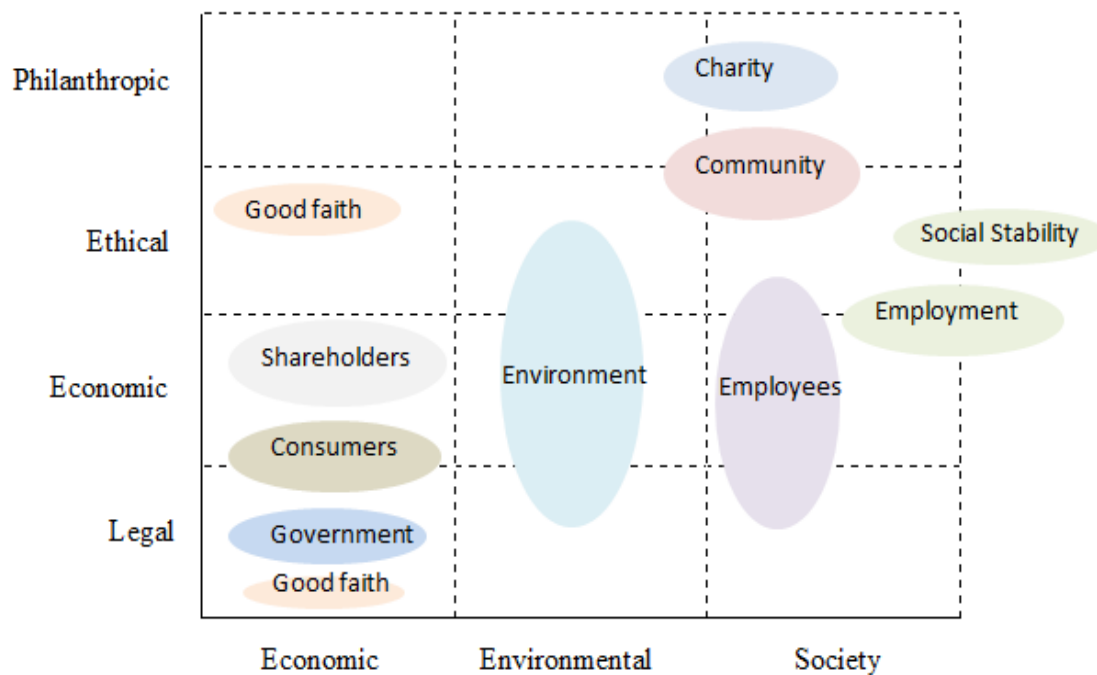 Philanthropic
Charity
Community
Ethical
Good faith
Social Stability
Employment
Economic
Shareholders
Environment
Employees
Consumers
Legal
Government
Good faith
Economic
Environmental
Society